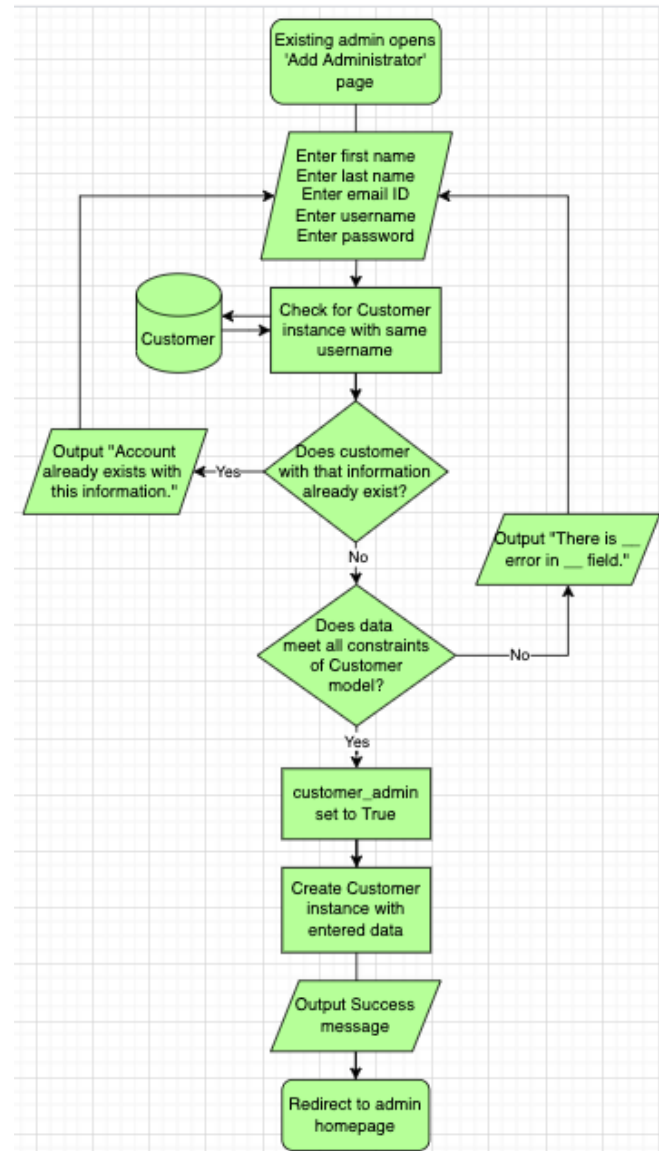 Existing admin opens
'Add Administrator'
page
Enter first name
Enter last name
Enter email ID
Enter username
Enter password
Customer
Check for Customer
instance with same
username
Output "Account
already exists with
this information."
Yes
Does customer
with that information
already exist?
Output "There is __
error in __ field."
No
Does data
meet all constraints
of Customer
model?
No
Yes
customer_admin
set to True
Create Customer
instance with
entered data
Output Success
message
Redirect to admin
homepage